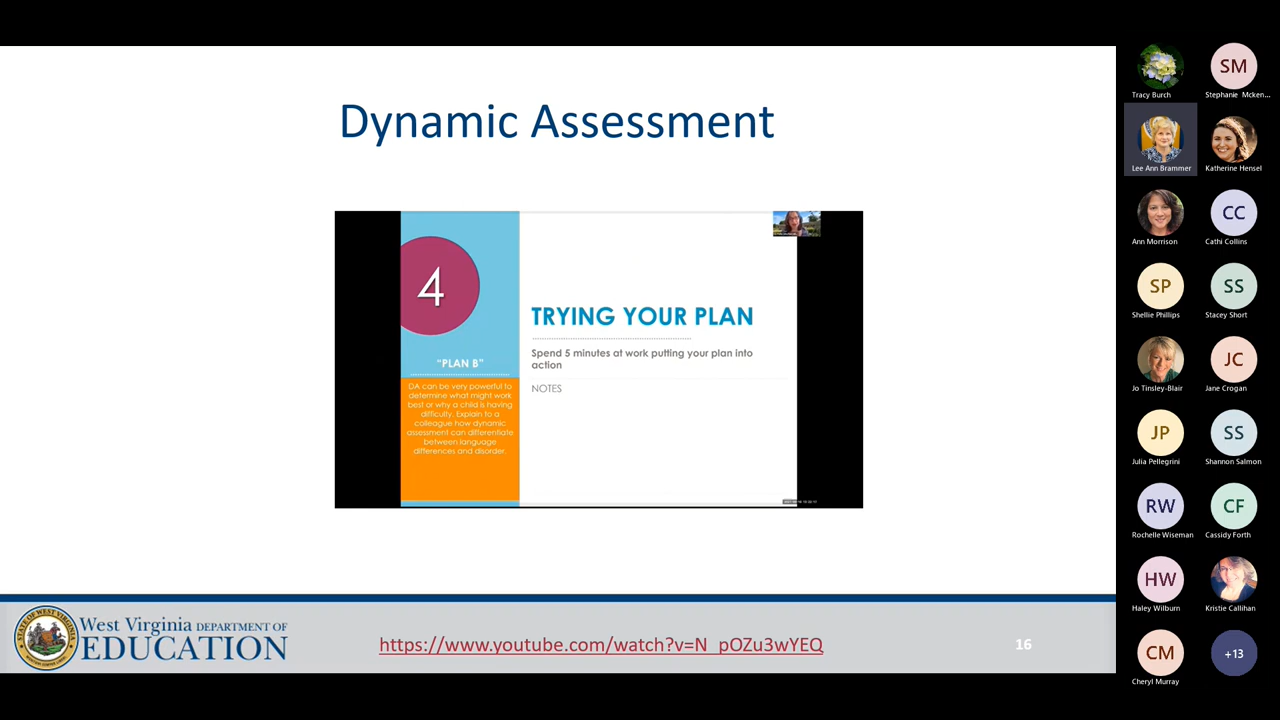 Dynamic Assessment
4
"PLAN B"
DA can be very powerful to
determine what might work
best or why a child is having
difficulty. Explain to a
colleague how dynamic
assessment can differentiate
between language
differences and disorder.
TRYING YOUR PLAN
Spend 5 minutes at work putting your plan into
action
NOTES
West Virginia DEPARTMENT OF
EDUCATION
https://www.youtube.com/watch?v=N_pOZu3wYEQ
16
Tracy Burch
SM
Stephanie Mcken...
Lee Ann Brammer
Katherine Hensel
Ann Morrison
CC
Cathi Collins
SP
Shellie Phillips
SS
Stacey Short
Jo Tinsley-Blair
JC
Jane Crogan
JP
Julia Pellegrini
SS
Shannon Salmon
RW
Rochelle Wiseman
CF
Cassidy Forth
HW
Haley Wilburn
Kristie Callihan
CM
Cheryl Murray
+13